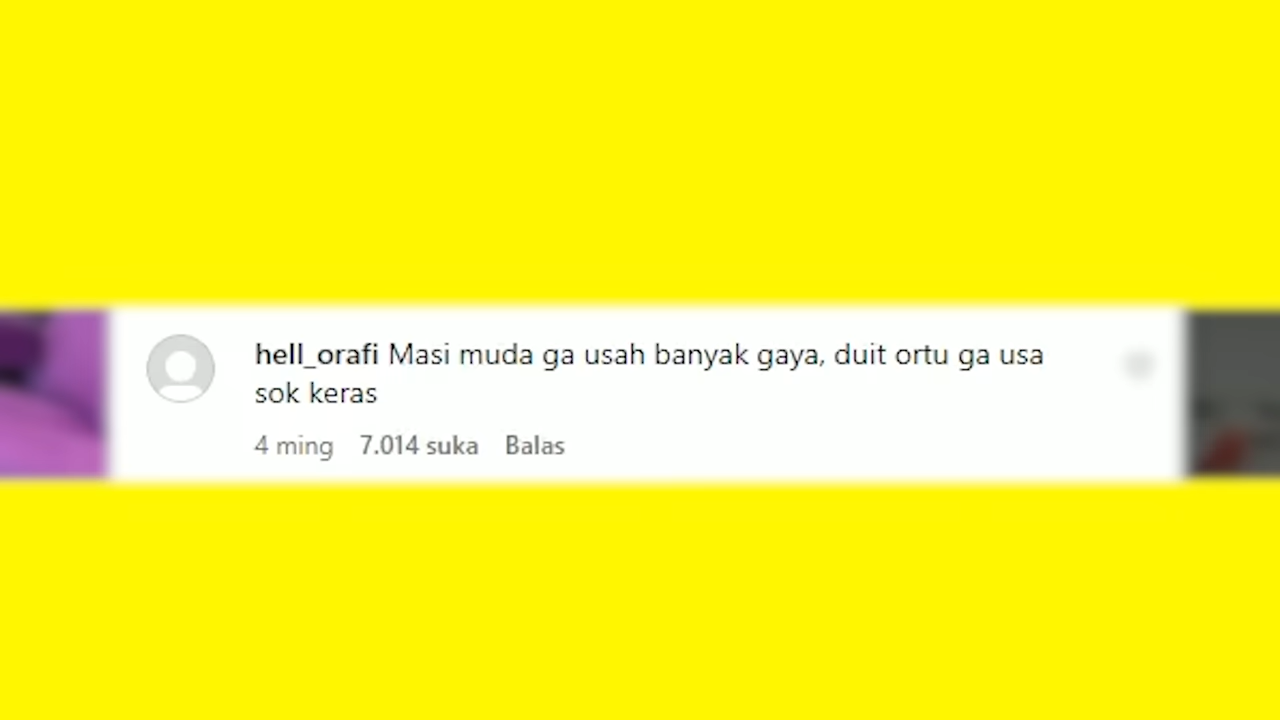 hell_orafi Masi muda ga usah banyak gaya, duit ortu ga usa
sok keras
4 ming 7.014 suka Balas